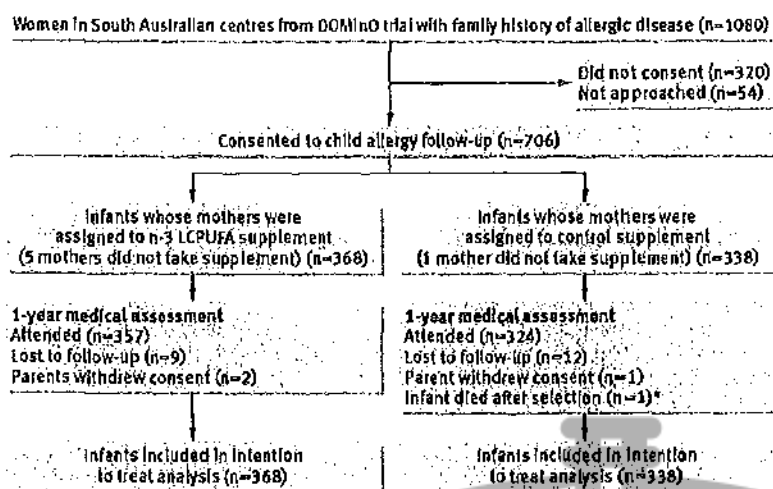 Women in South Australian centres from DOMInO trial with family history of allergic disease (n=1080)
Did not consent (n=320)
Not approached (n=54)
Consented to child allergy follow-up (n=706)
Infants whose mothers were
assigned to n-3 LCPUFA supplement
(5 mothers did not take supplement) (n=368)
Infants whose mothers were
assigned to control supplement
(1 mother did not take supplement) (n=338)
1-year medical assessment
Attended (n=357)
Lost to follow-up (n=9)
Parents withdrew consent (n=2)
1-year medical assessment
Attended (n=324)
Lost to follow-up (n=12)
Parent withdrew consent (n=1)
Infant died after selection (n=1)*
Infants included in intention
to treat analysis (n=368)
Infants included in intention
to treat analysis (n=338)